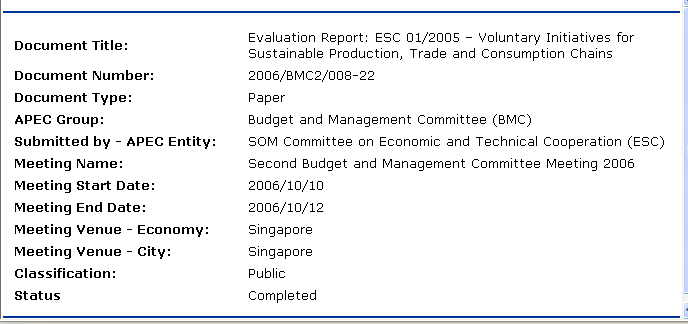 Document Title: Evaluation Report: ESC 01/2005 – Voluntary Initiatives for
Sustainable Production, Trade and Consumption Chains
Document Number: 2006/BMC2/008-22
Document Type: Paper
APEC Group: Budget and Management Committee (BMC)
Submitted by - APEC Entity: SOM Committee on Economic and Technical Cooperation (ESC)
Meeting Name: Second Budget and Management Committee Meeting 2006
Meeting Start Date: 2006/10/10
Meeting End Date: 2006/10/12
Meeting Venue - Economy: Singapore
Meeting Venue - City: Singapore
Classification: Public
Status Completed